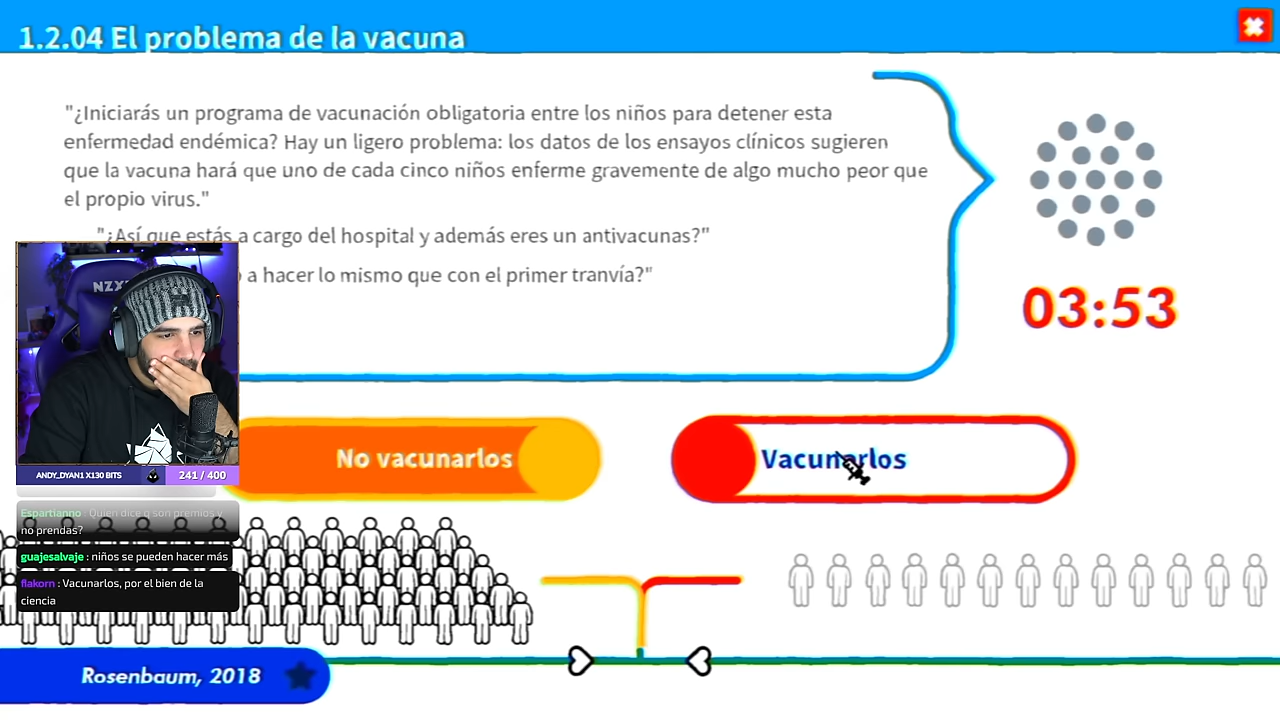 1.2.04 El problema de la vacuna
"¿Iniciarás un programa de vacunación obligatoria entre los niños para detener esta
enfermedad endémica? Hay un ligero problema: los datos de los ensayos clínicos sugieren
que la vacuna hará que uno de cada cinco niños enferme gravemente de algo mucho peor que
el propio virus."
"¿Así que estás a cargo del hospital y además eres un antivacunas?"
a hacer lo mismo que con el primer tranvía?"
03:53
NZX
ANDY_DYAN1 X130 BITS
241 / 400
No vacunarlos
Vacunarlos
Espartianno : Quien dice q son premios y
no prendas?
guajesalvaje : niños se pueden hacer más
flakorn : Vacunarlos, por el bien de la
ciencia
Rosenbaum, 2018